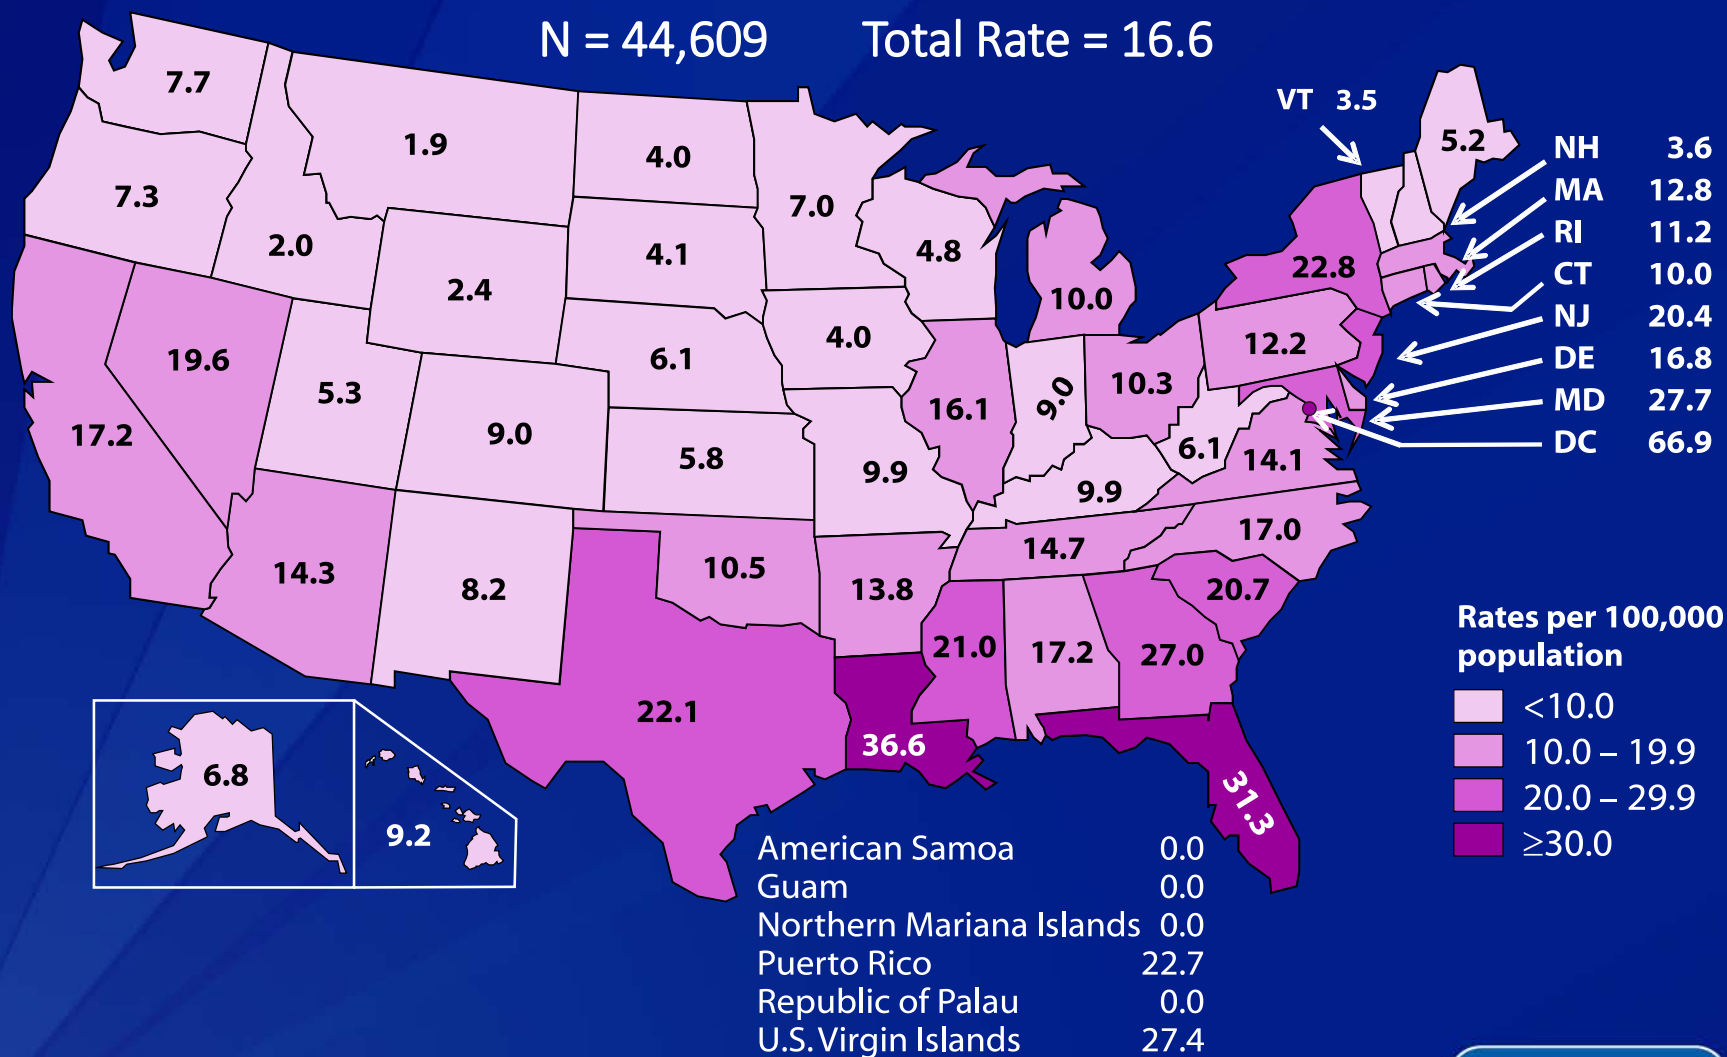 N = 44,609 Total Rate = 16.6
7.7
1.9
4.0
7.0
VT 3.5
5.2
NH 3.6
MA 12.8
RI 11.2
CT 10.0
NJ 20.4
DE 16.8
MD 27.7
DC 66.9
7.3
2.0
2.4
4.1
4.8
10.0
22.8
19.6
5.3
6.1
4.0
16.1
9.0
10.3
12.2
17.2
9.0
5.8
9.9
9.9
6.1
14.1
14.3
8.2
10.5
13.8
14.7
17.0
20.7
22.1
36.6
21.0
17.2
27.0
31.3
6.8
9.2
Rates per 100,000
population
<10.0
10.0 – 19.9
20.0 – 29.9
≥30.0
American Samoa 0.0
Guam 0.0
Northern Mariana Islands 0.0
Puerto Rico 22.7
Republic of Palau 0.0
U.S. Virgin Islands 27.4